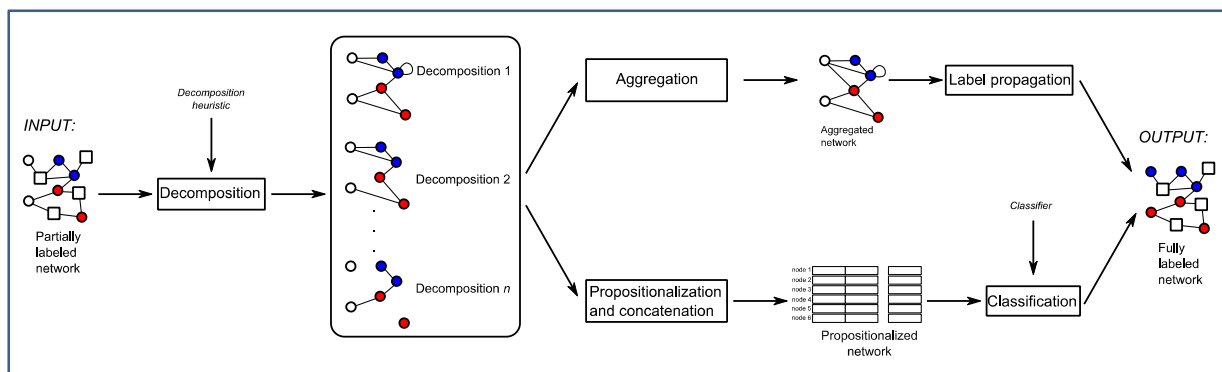 INPUT:
Partially
labeled
network
Decomposition
heuristic
Decomposition
Decomposition 1
Decomposition 2
Decomposition n
Aggregation
Aggregated
network
Label propagation
Propositionalization
and concatenation
node 1
node 2
node 3
node 4
node 5
node 6
Propositionalized
network
Classifier
Classification
OUTPUT:
Fully
labeled
network